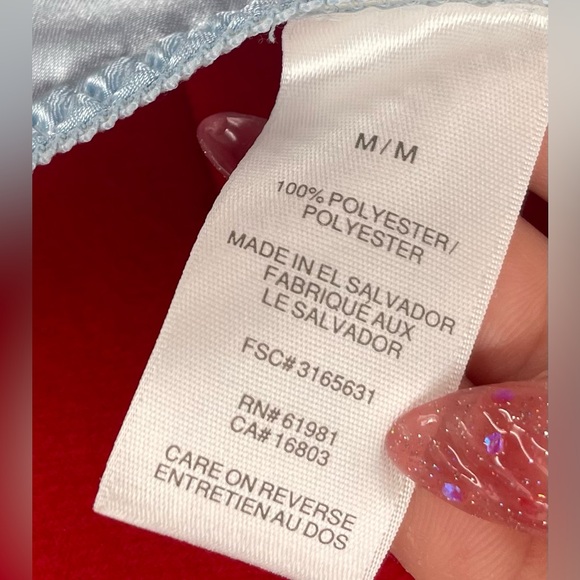 M/M
100% POLYESTER/
POLYESTER
MADE IN EL SALVADOR
FABRIQUÉ AUX
LE SALVADOR
FSC# 3165631
RN# 61981
CA# 16803
CARE ON REVERSE
ENTRETIEN AU DOS